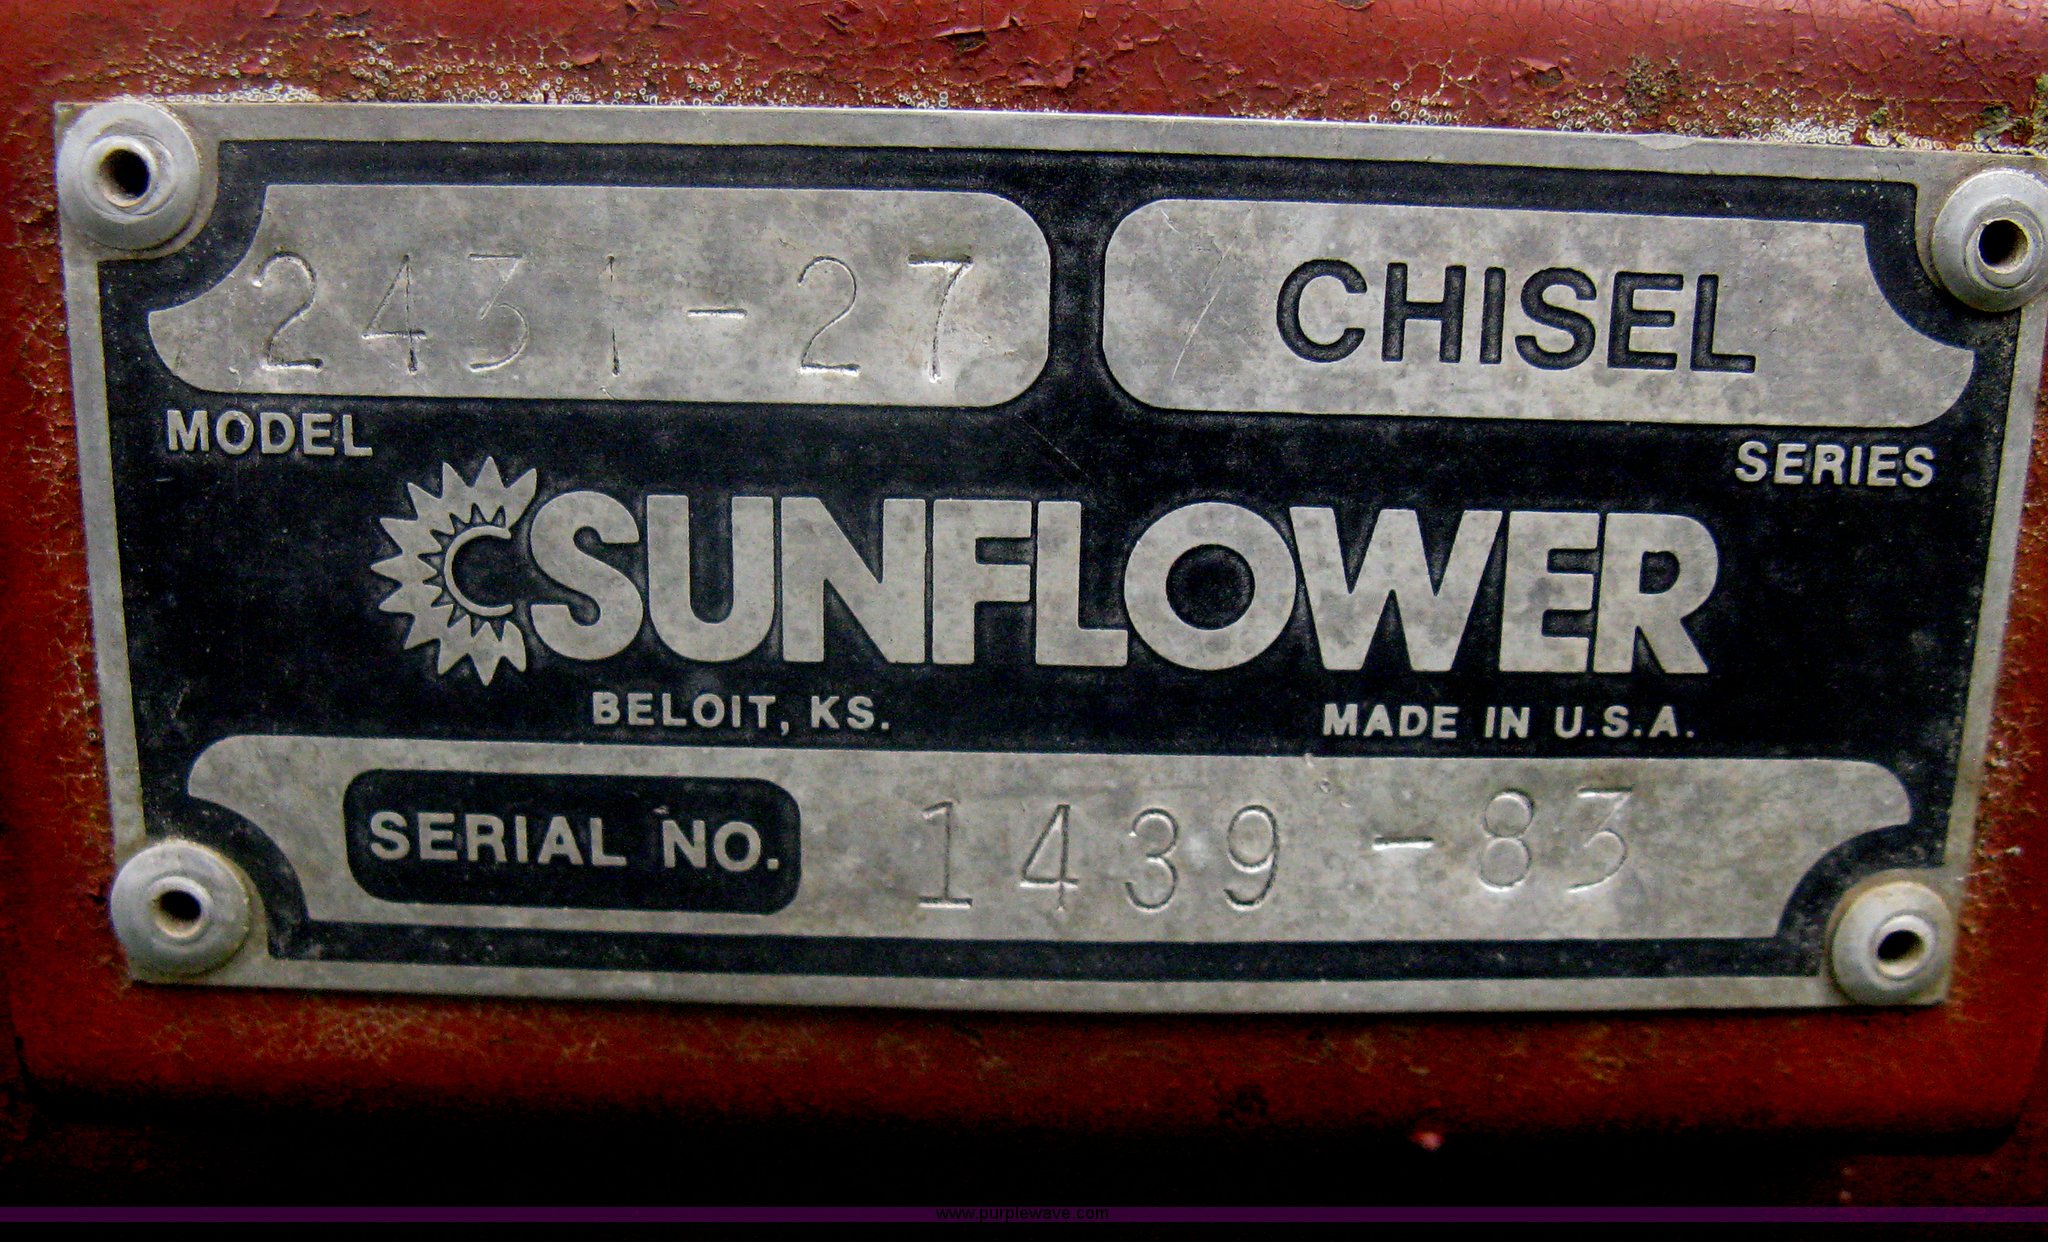 2431-27 CHISEL
MODEL SERIES
SUNFLOWER
BELOIT, KS. MADE IN U.S.A.
SERIAL NO. 1439-83
www.purplewave.com